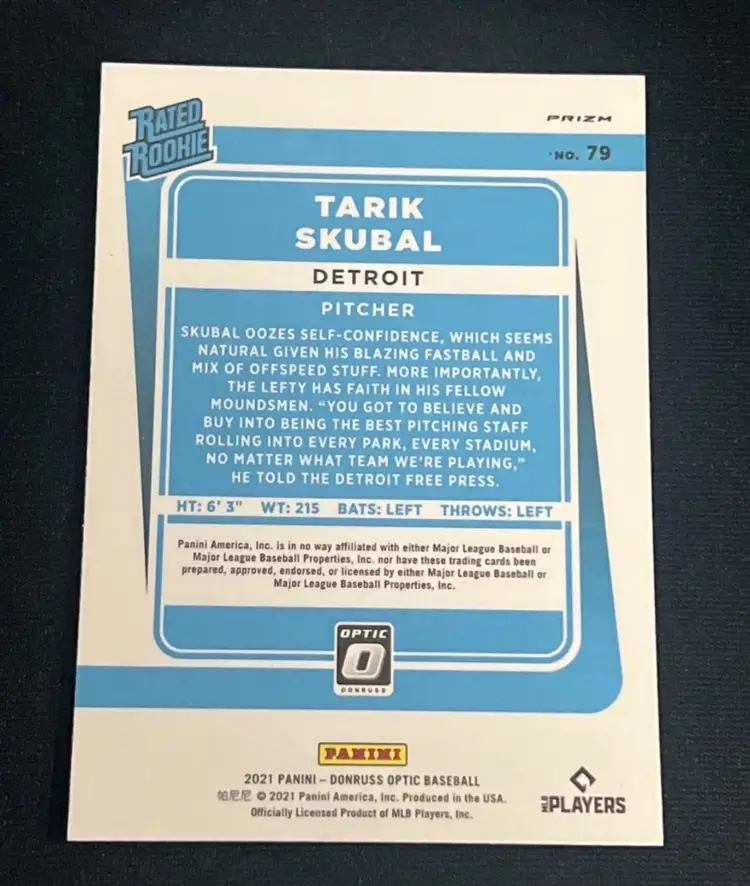 RATED
ROOKIE
PRIZM
NO. 79
TARIK
SKUBAL
DETROIT
PITCHER
SKUBAL OOZES SELF-CONFIDENCE, WHICH SEEMS
NATURAL GIVEN HIS BLAZING FASTBALL AND
MIX OF OFFSPEED STUFF. MORE IMPORTANTLY,
THE LEFTY HAS FAITH IN HIS FELLOW
MOUNDSMEN. “YOU GOT TO BELIEVE AND
BUY INTO BEING THE BEST PITCHING STAFF
ROLLING INTO EVERY PARK, EVERY STADIUM,
NO MATTER WHAT TEAM WE’RE PLAYING,”
HE TOLD THE DETROIT FREE PRESS.
HT: 6' 3" WT: 215 BATS: LEFT THROWS: LEFT
Panini America, Inc. is in no way affiliated with either Major League Baseball or
Major League Baseball Properties, Inc. nor have these trading cards been
prepared, approved, endorsed, or licensed by either Major League Baseball or
Major League Baseball Properties, Inc.
OPTIC
O
DONRUSS
PANINI
2021 PANINI – DONRUSS OPTIC BASEBALL
帕尼尼 © 2021 Panini America, Inc. Produced in the USA.
Officially Licensed Product of MLB Players, Inc.
MLB PLAYERS